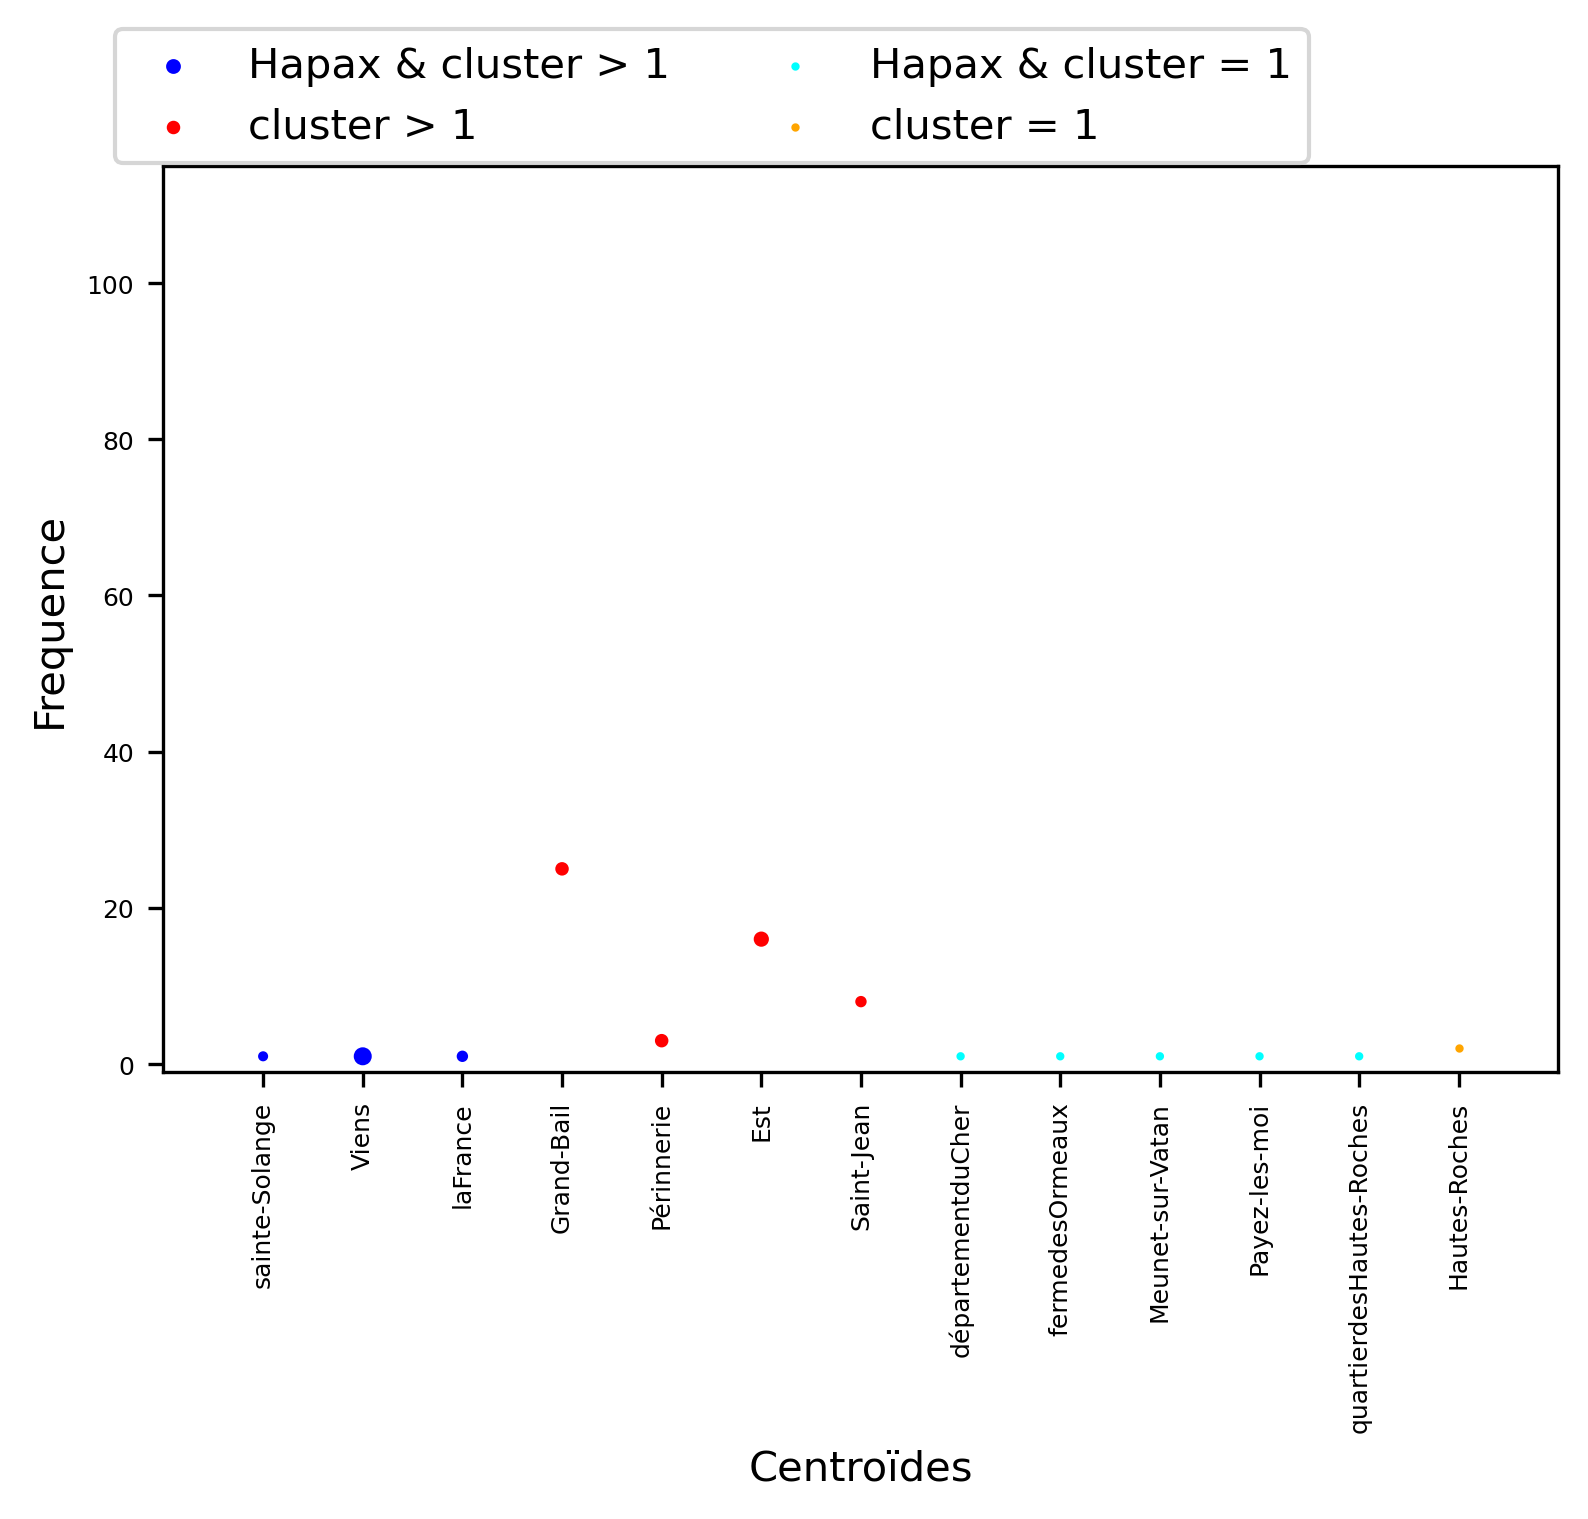 Hapax & cluster > 1
cluster > 1
Hapax & cluster = 1
cluster = 1
Frequence
100
80
60
40
20
0
sainte-Solange
Viens
laFrance
Grand-Bail
Périnnerie
Est
Saint-Jean
départementduCher
fermedesOrmeaux
Meunet-sur-Vatan
Payez-les-moi
quartierdesHautes-Roches
Hautes-Roches
Centroïdes